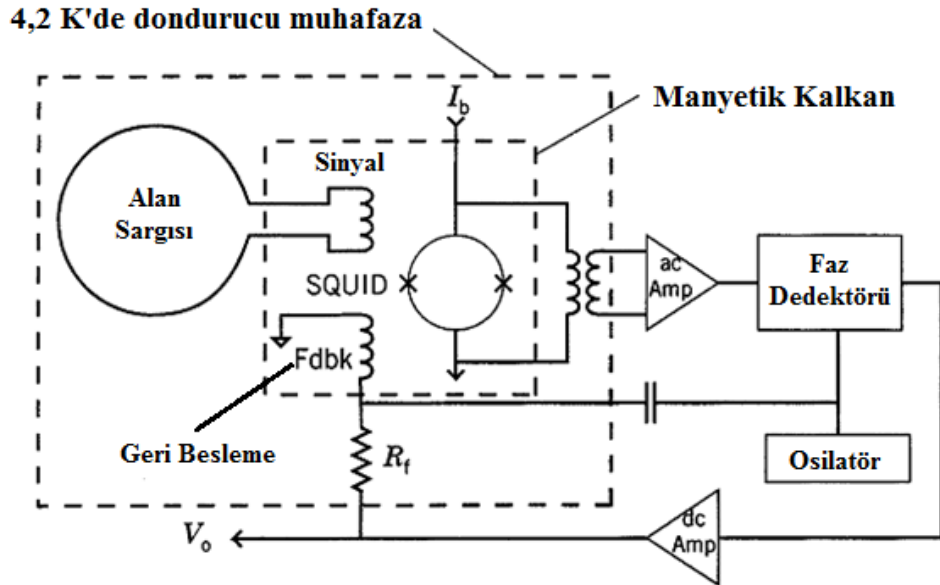 4,2 K'de dondurucu muhafaza
I_b
Manyetik Kalkan
Sinyal
Alan
Sargısı
SQUID
ac
Amp
Faz
Dedektörü
Fdbk
Geri Besleme
R_f
Osilatör
V_o
dc
Amp